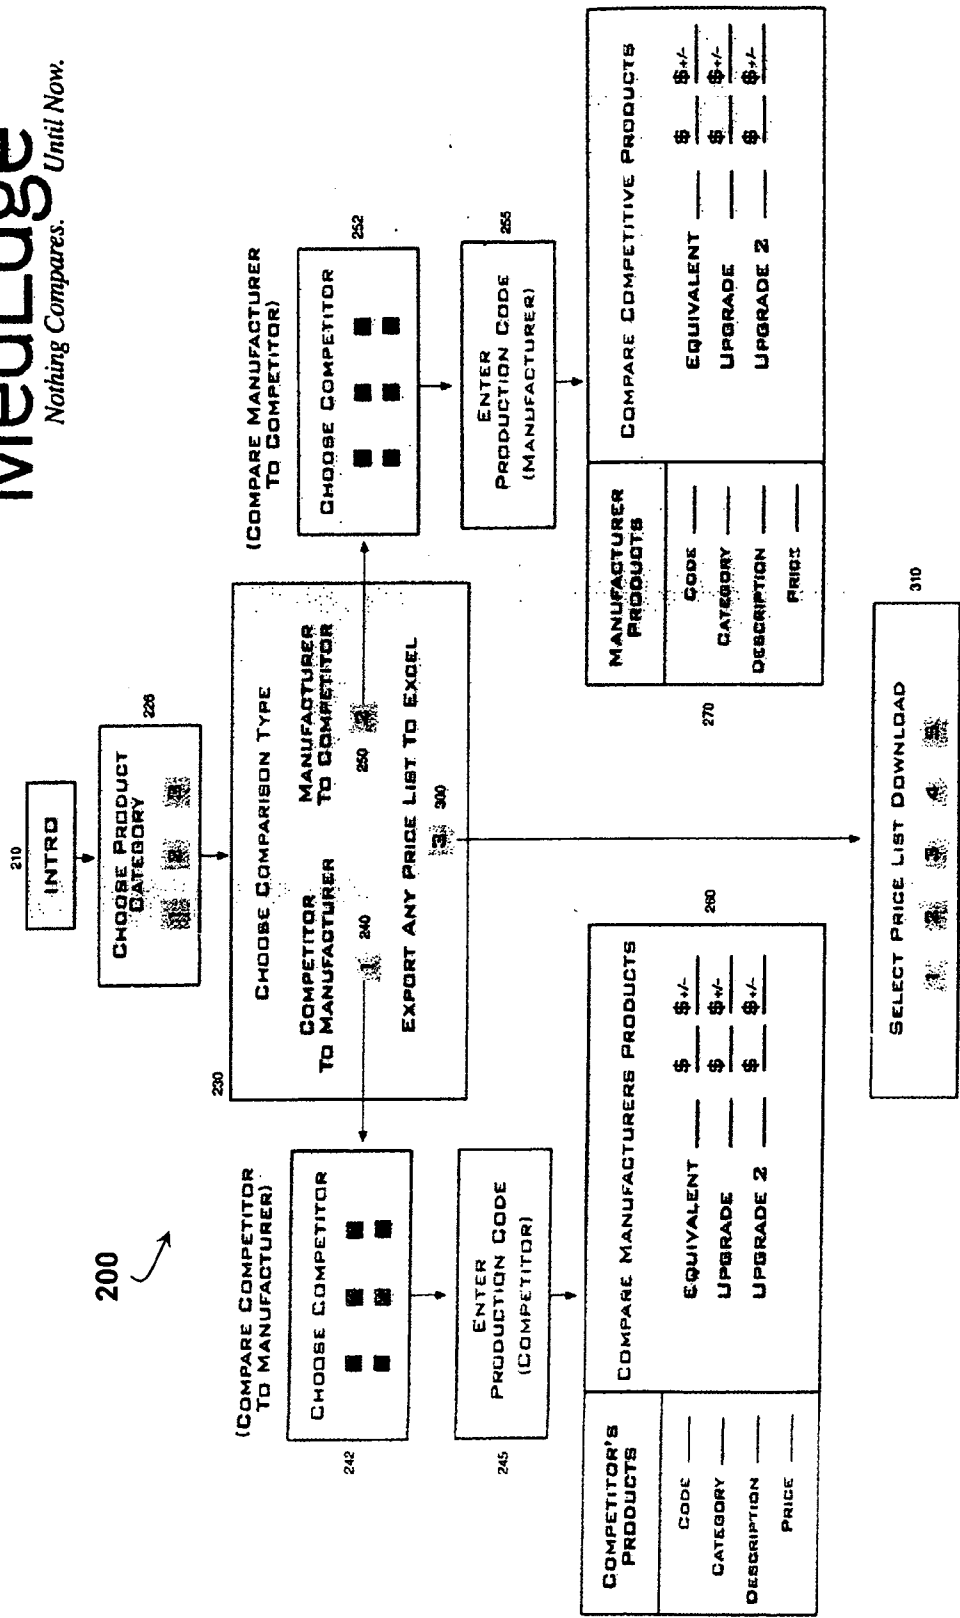 MedEdge
Nothing Compares. Until Now.
200
210
INTRO
CHOOSE PRODUCT
CATEGORY
226
2
230
CHOOSE COMPARISON TYPE
COMPETITOR
TO MANUFACTURER
1
240
MANUFACTURER
TO COMPETITOR
2
250
EXPORT ANY PRICE LIST TO EXCEL
3
300
(COMPARE COMPETITOR
TO MANUFACTURER)
CHOOSE COMPETITOR
242
ENTER
PRODUCTION CODE
(COMPETITOR)
245
COMPETITOR'S
PRODUCTS
CODE
CATEGORY
DESCRIPTION
PRICE
COMPARE MANUFACTURERS PRODUCTS
EQUIVALENT $ $+/-
UPGRADE $ $+/-
UPGRADE 2 $ $+/-
260
(COMPARE MANUFACTURER
TO COMPETITOR)
CHOOSE COMPETITOR
252
ENTER
PRODUCTION CODE
(MANUFACTURER)
255
MANUFACTURER
PRODUCTS
CODE
CATEGORY
DESCRIPTION
PRICE
COMPARE COMPETITIVE PRODUCTS
EQUIVALENT $ $+/-
UPGRADE $ $+/-
UPGRADE 2 $ $+/-
270
SELECT PRICE LIST DOWNLOAD
1 2 3 4 5
310